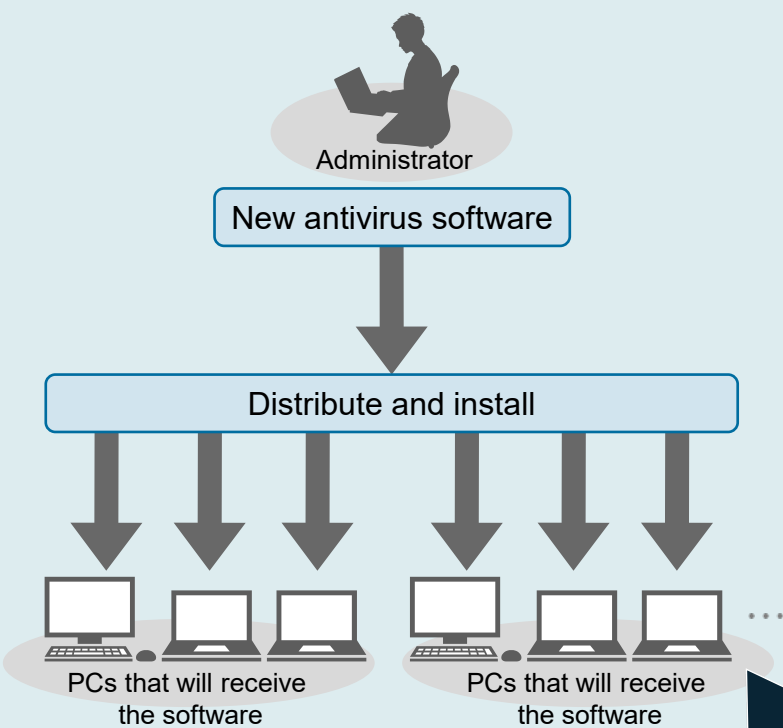 Administrator
New antivirus software
Distribute and install
PCs that will receive
the software
PCs that will receive
the software